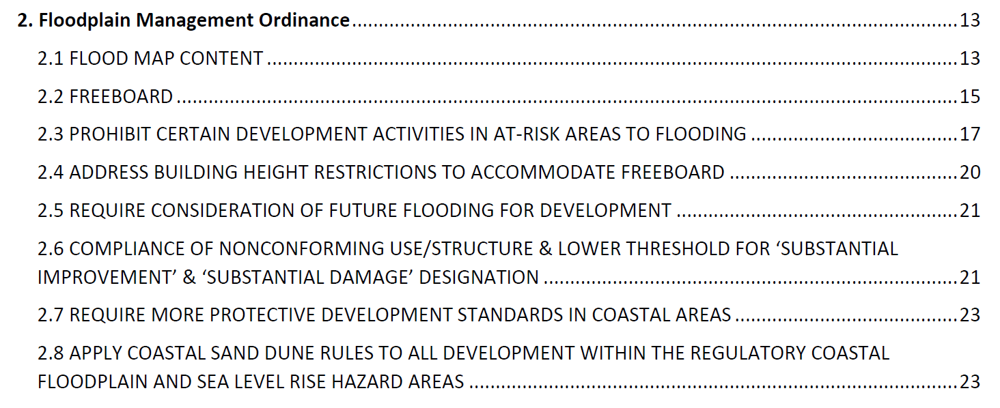 2. Floodplain Management Ordinance.....................................................................................................................13
2.1 FLOOD MAP CONTENT ....................................................................................................................................13
2.2 FREEBOARD .....................................................................................................................................................15
2.3 PROHIBIT CERTAIN DEVELOPMENT ACTIVITIES IN AT-RISK AREAS TO FLOODING .......................................17
2.4 ADDRESS BUILDING HEIGHT RESTRICTIONS TO ACCOMMODATE FREEBOARD ...........................................20
2.5 REQUIRE CONSIDERATION OF FUTURE FLOODING FOR DEVELOPMENT .....................................................21
2.6 COMPLIANCE OF NONCONFORMING USE/STRUCTURE & LOWER THRESHOLD FOR ‘SUBSTANTIAL
IMPROVEMENT’ & ‘SUBSTANTIAL DAMAGE’ DESIGNATION ..............................................................................21
2.7 REQUIRE MORE PROTECTIVE DEVELOPMENT STANDARDS IN COASTAL AREAS ..........................................23
2.8 APPLY COASTAL SAND DUNE RULES TO ALL DEVELOPMENT WITHIN THE REGULATORY COASTAL
FLOODPLAIN AND SEA LEVEL RISE HAZARD AREAS ............................................................................................23